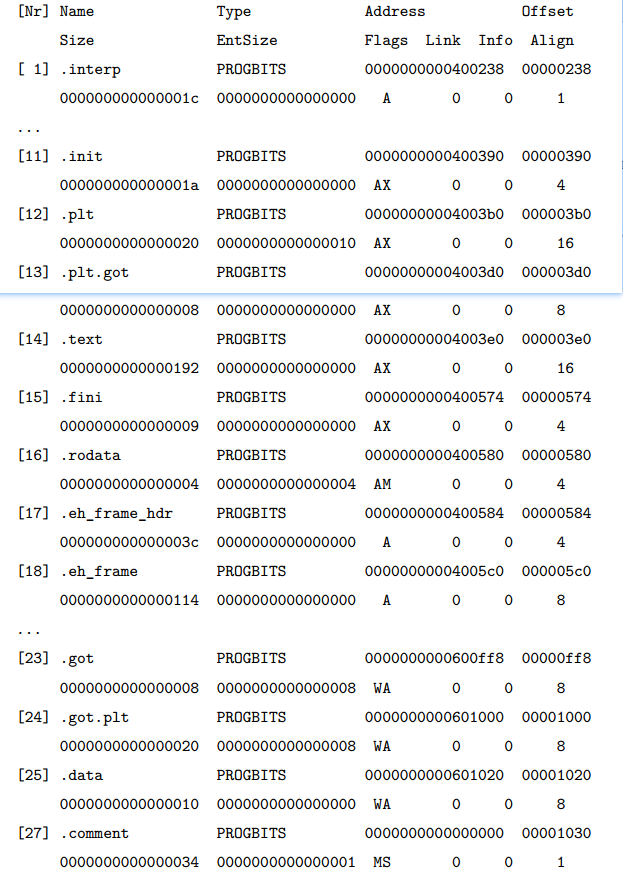 [Nr] Name Type Address Offset
Size EntSize Flags Link Info Align
[ 1] .interp PROGBITS 0000000000400238 00000238
000000000000001c 0000000000000000 A 0 0 1
...
[11] .init PROGBITS 0000000000400390 00000390
000000000000001a 0000000000000000 AX 0 0 4
[12] .plt PROGBITS 00000000004003b0 000003b0
0000000000000020 0000000000000010 AX 0 0 16
[13] .plt.got PROGBITS 00000000004003d0 000003d0
0000000000000008 0000000000000000 AX 0 0 8
[14] .text PROGBITS 00000000004003e0 000003e0
0000000000000192 0000000000000000 AX 0 0 16
[15] .fini PROGBITS 0000000000400574 00000574
0000000000000009 0000000000000000 AX 0 0 4
[16] .rodata PROGBITS 0000000000400580 00000580
0000000000000004 0000000000000004 AM 0 0 4
[17] .eh_frame_hdr PROGBITS 0000000000400584 00000584
000000000000003c 0000000000000000 A 0 0 4
[18] .eh_frame PROGBITS 00000000004005c0 000005c0
0000000000000114 0000000000000000 A 0 0 8
...
[23] .got PROGBITS 0000000000600ff8 00000ff8
0000000000000008 0000000000000008 WA 0 0 8
[24] .got.plt PROGBITS 0000000000601000 00001000
0000000000000020 0000000000000008 WA 0 0 8
[25] .data PROGBITS 0000000000601020 00001020
0000000000000010 0000000000000000 WA 0 0 8
[27] .comment PROGBITS 0000000000000000 00001030
0000000000000034 0000000000000001 MS 0 0 1